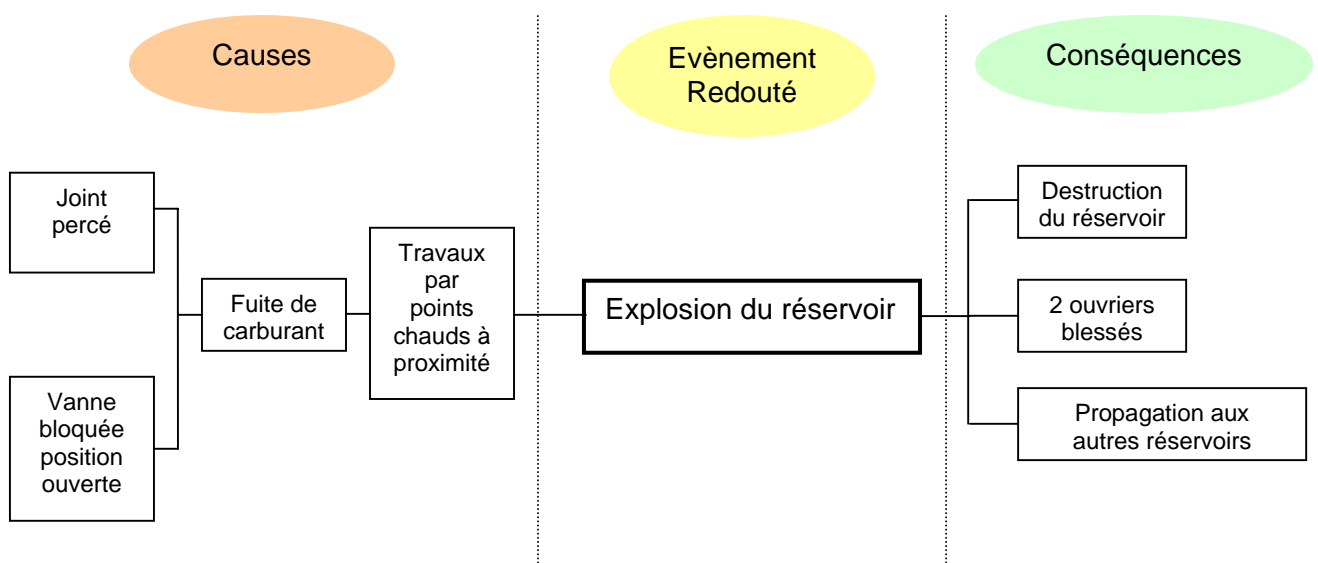 Causes
Evènement
Redouté
Conséquences
Joint
percé
Vanne
bloquée
position
ouverte
Fuite de
carburant
Travaux
par
points
chauds à
proximité
Explosion du réservoir
Destruction
du réservoir
2 ouvriers
blessés
Propagation aux
autres réservoirs